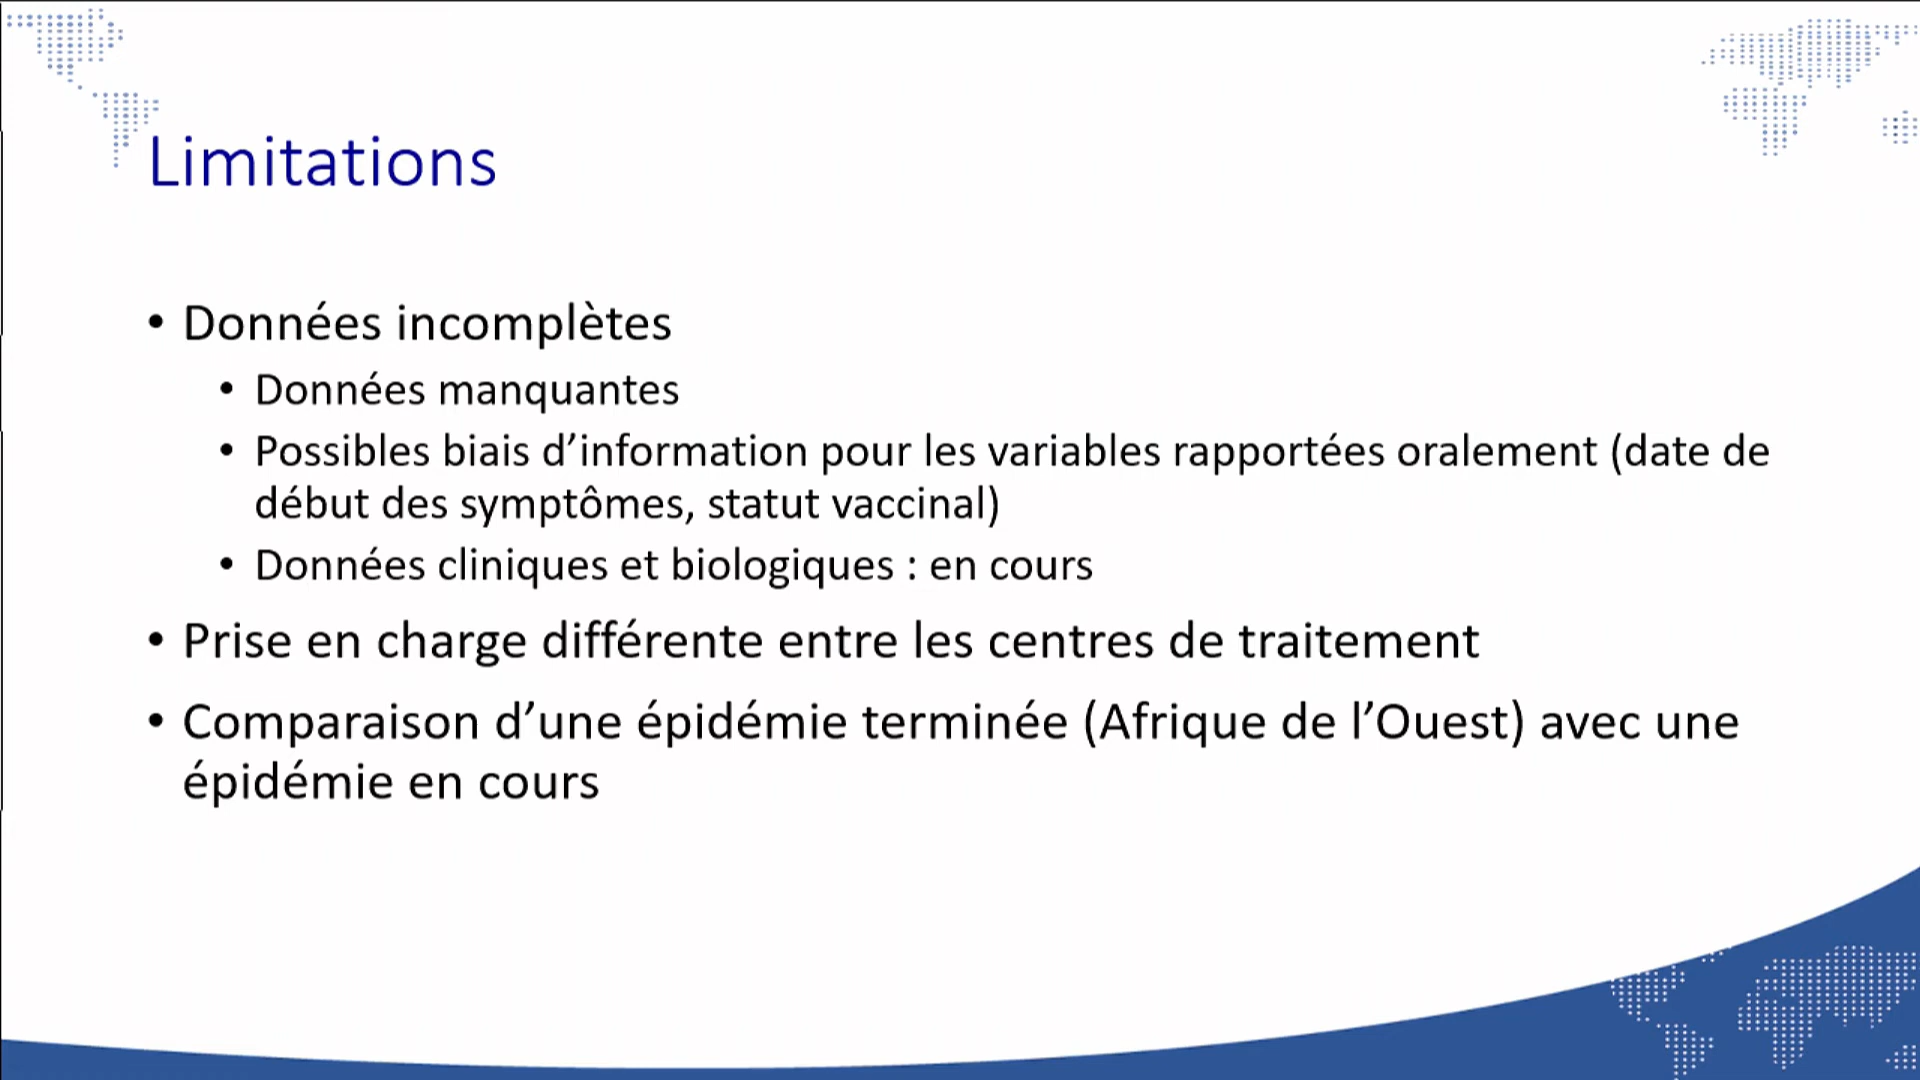 Limitations
• Données incomplètes
• Données manquantes
• Possibles biais d’information pour les variables rapportées oralement (date de
début des symptômes, statut vaccinal)
• Données cliniques et biologiques : en cours
• Prise en charge différente entre les centres de traitement
• Comparaison d’une épidémie terminée (Afrique de l’Ouest) avec une
épidémie en cours